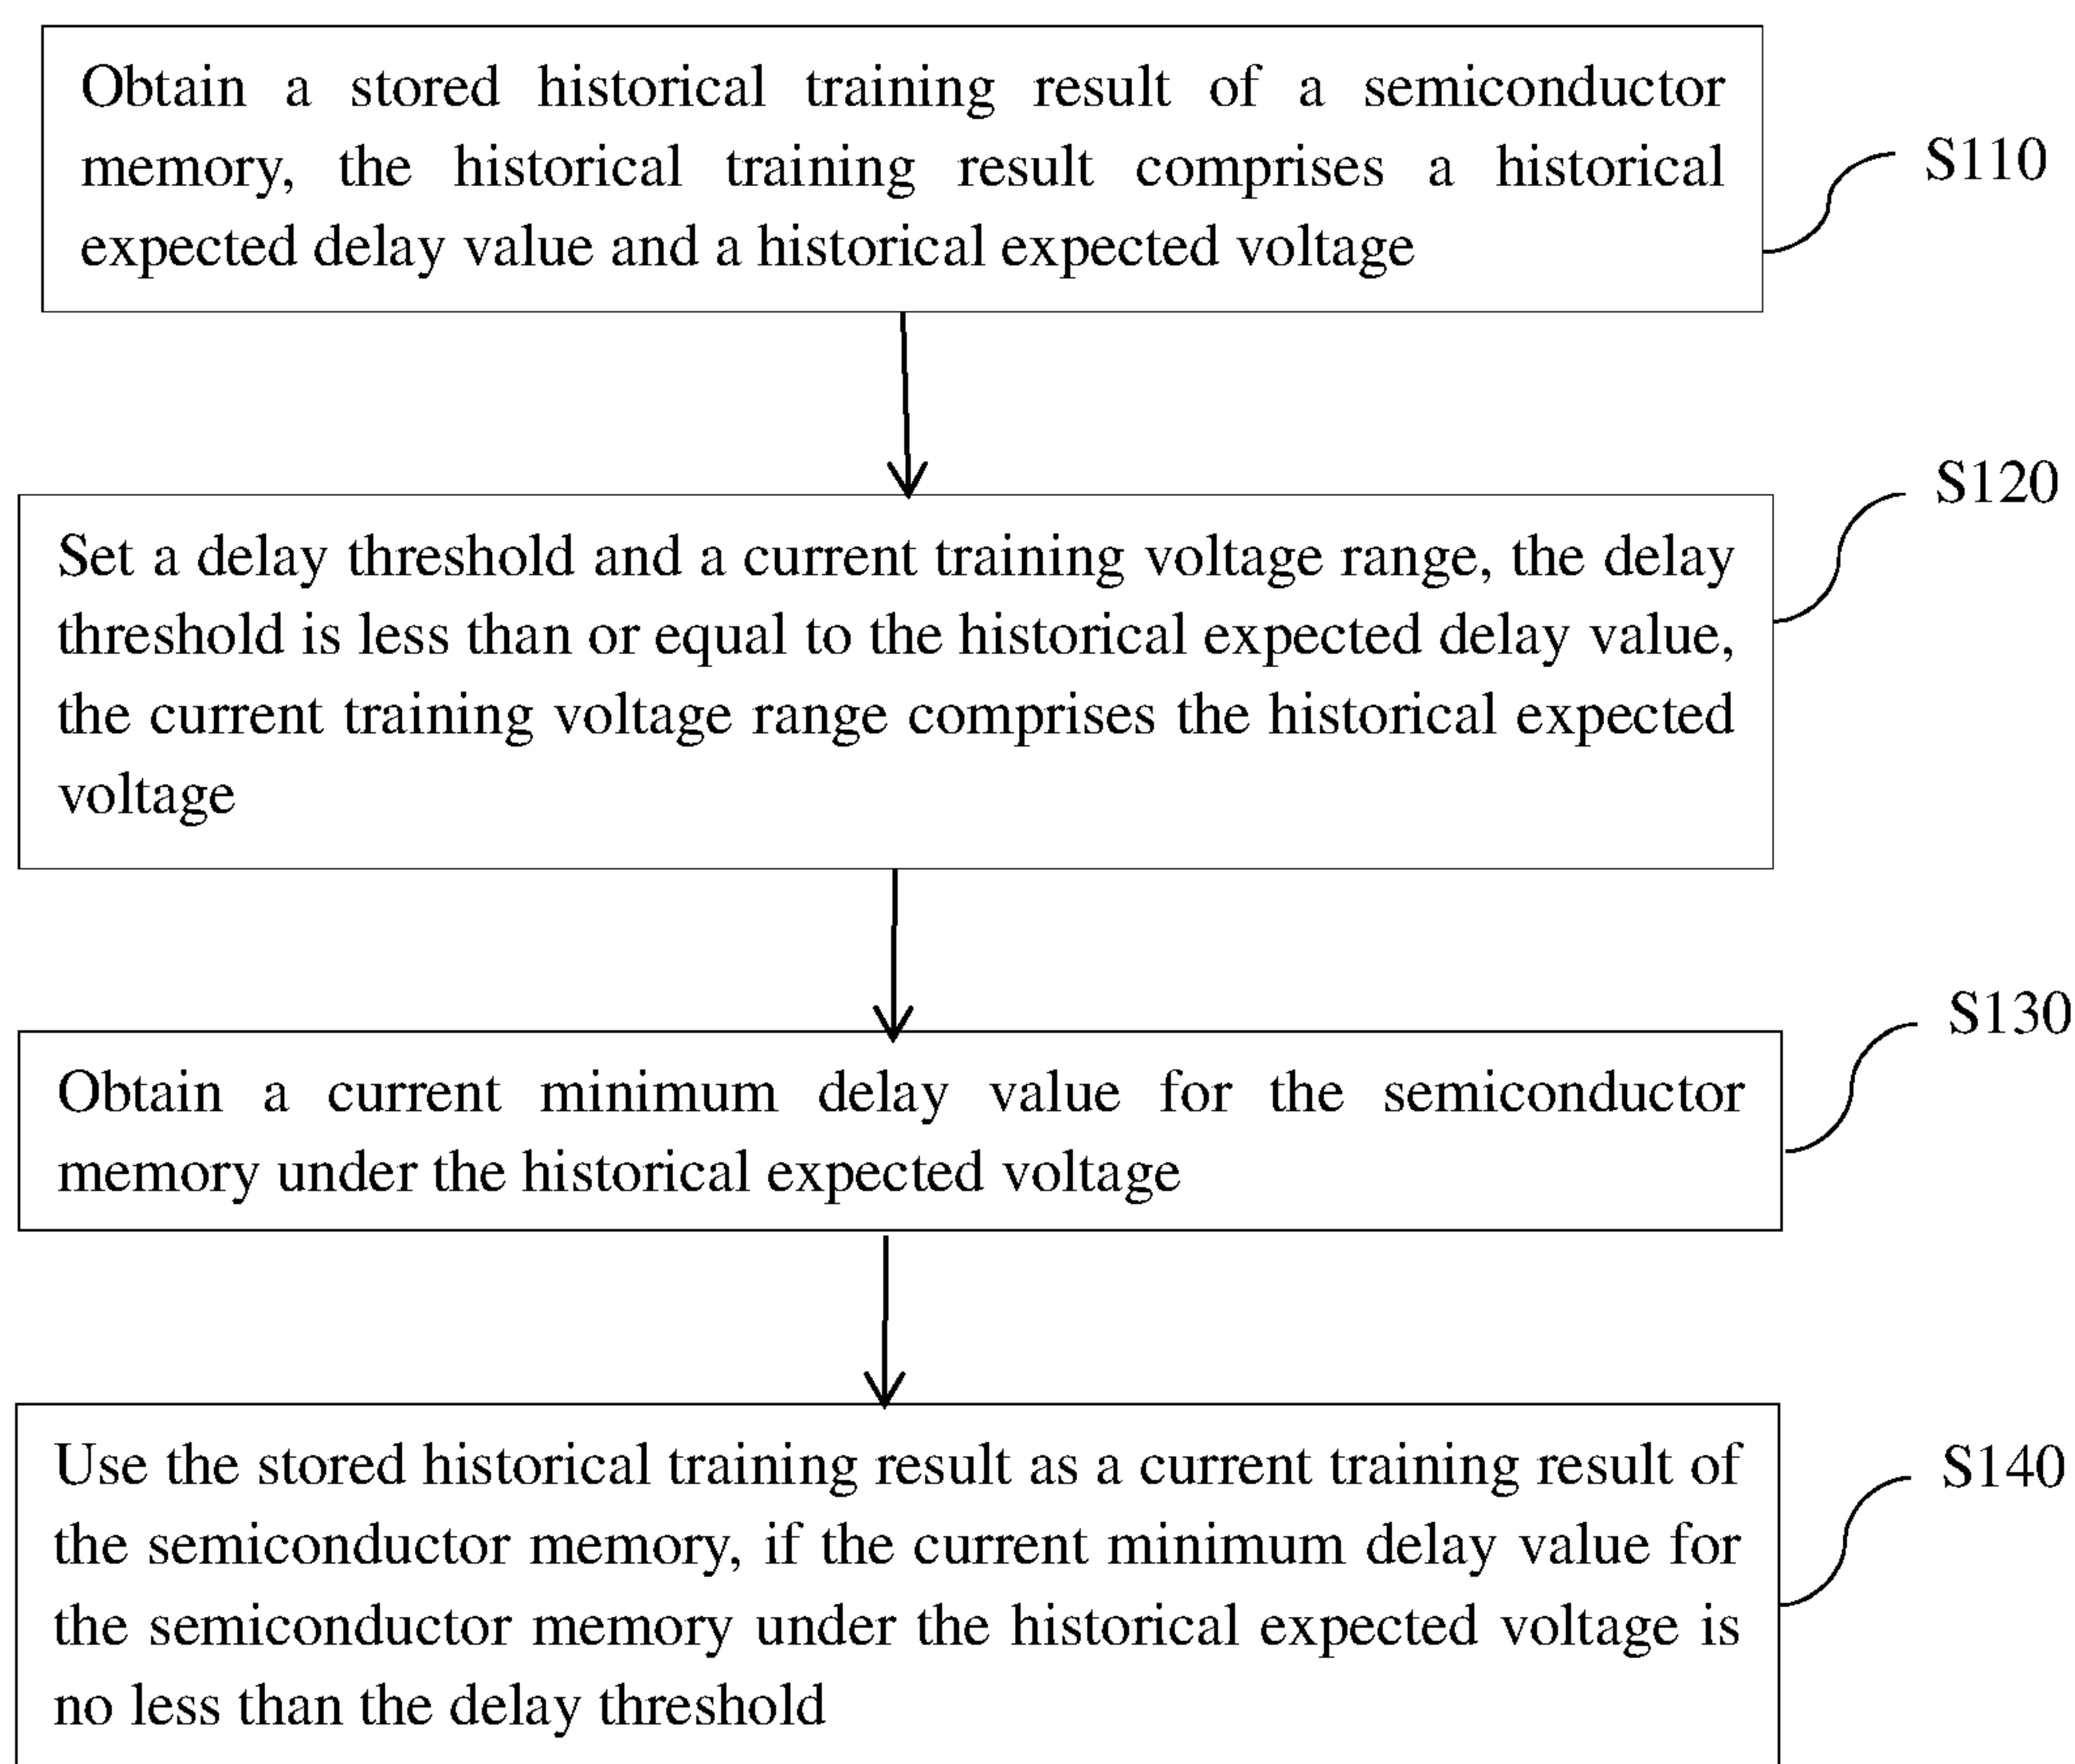 Obtain a stored historical training result of a semiconductor
memory, the historical training result comprises a historical
expected delay value and a historical expected voltage
S110
Set a delay threshold and a current training voltage range, the delay
threshold is less than or equal to the historical expected delay value,
the current training voltage range comprises the historical expected
voltage
S120
Obtain a current minimum delay value for the semiconductor
memory under the historical expected voltage
S130
Use the stored historical training result as a current training result of
the semiconductor memory, if the current minimum delay value for
the semiconductor memory under the historical expected voltage is
no less than the delay threshold
S140